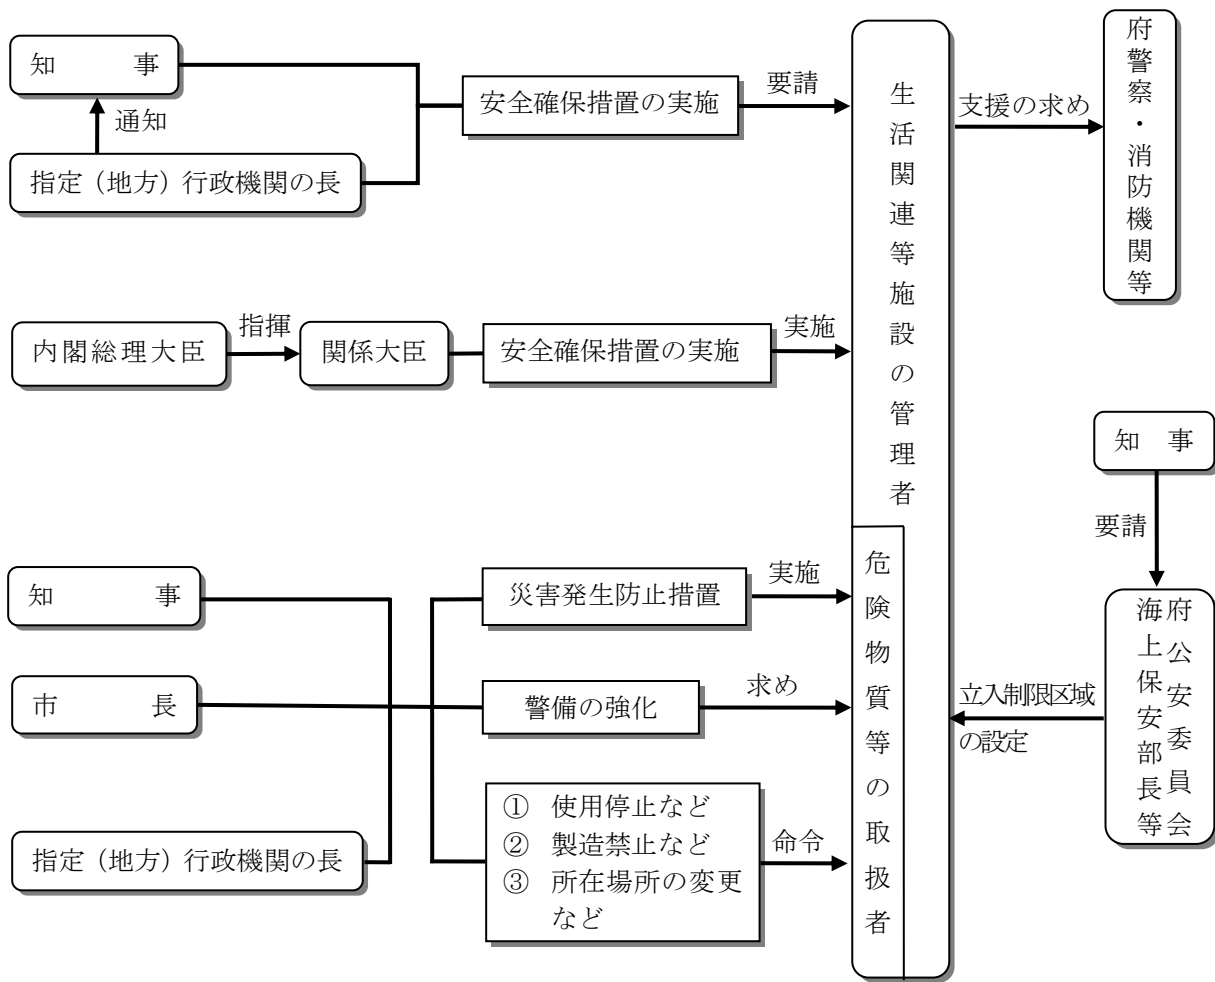 知　　　事
通知
指定（地方）行政機関の長
安全確保措置の実施
要請
生活関連等施設の管理者
支援の求め
府警察・消防機関等
内閣総理大臣
指揮
関係大臣
安全確保措置の実施
実施
知　事
要請
府公安委員会
海上保安部長等
立入制限区域
の設定
知　　　事
市　　　長
指定（地方）行政機関の長
災害発生防止措置
実施
警備の強化
求め
①　使用停止など
②　製造禁止など
③　所在場所の変更
など
命令
危険物質等の取扱者